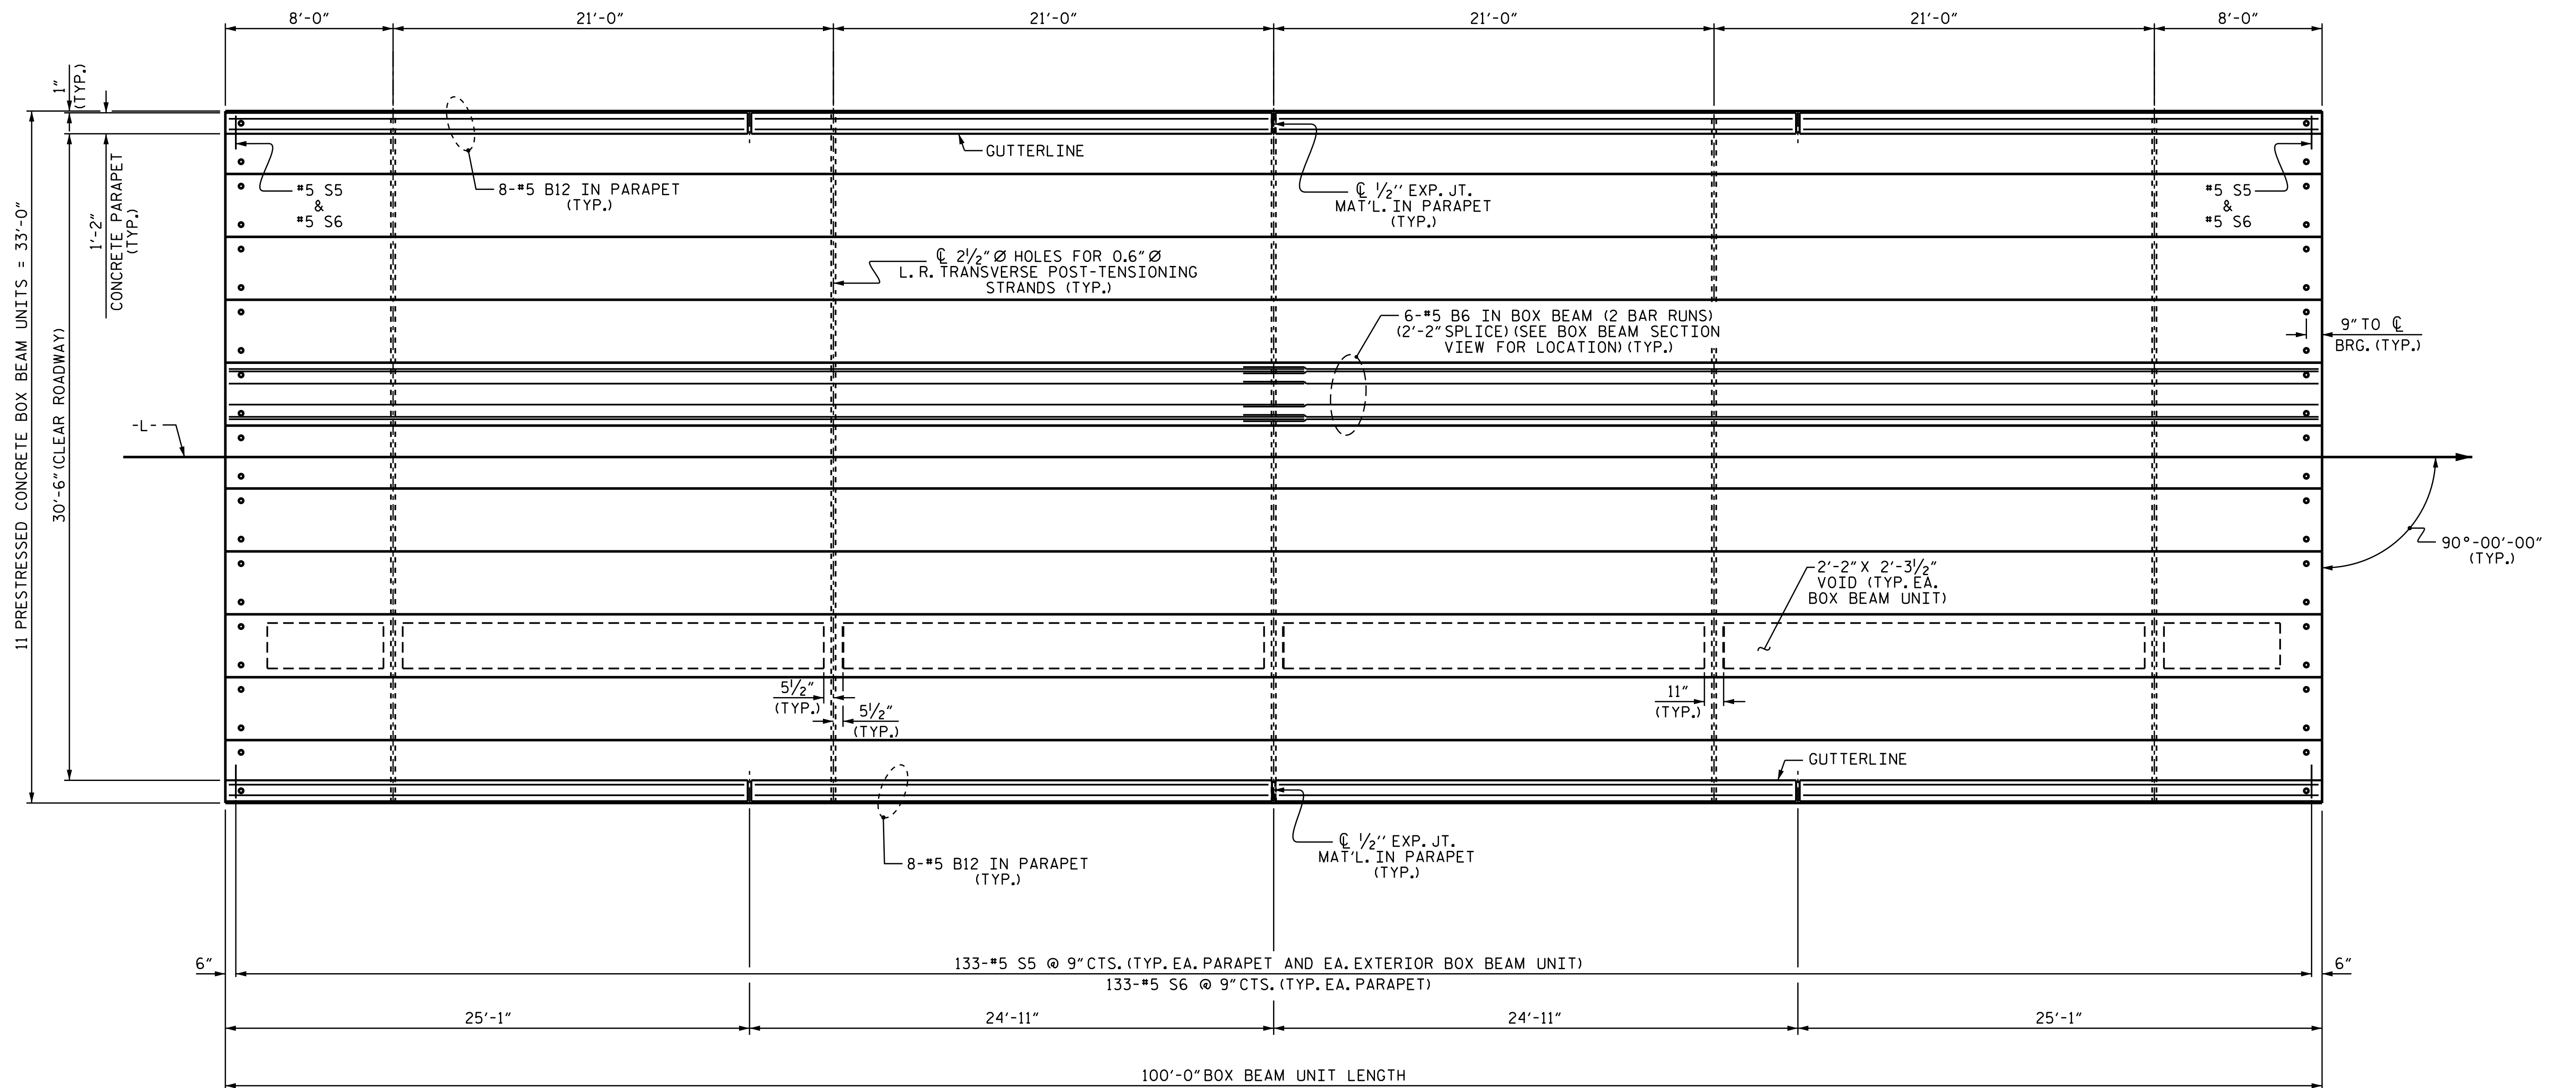 8'-0" 21'-0" 21'-0" 21'-0" 21'-0" 8'-0"
1"
(TYP.)
1'-2"
CONCRETE PARAPET
(TYP.)
30'-6" (CLEAR ROADWAY)
11 PRESTRESSED CONCRETE BOX BEAM UNITS = 33'-0"
GUTTERLINE
#5 S5
&
#5 S6
8-#5 B12 IN PARAPET
(TYP.)
℄ 1/2'' EXP. JT.
MAT'L. IN PARAPET
(TYP.)
#5 S5
&
#5 S6
℄ 2 1/2" Ø HOLES FOR 0.6" Ø
L. R. TRANSVERSE POST-TENSIONING
STRANDS (TYP.)
6-#5 B6 IN BOX BEAM (2 BAR RUNS)
(2'-2" SPLICE) (SEE BOX BEAM SECTION
VIEW FOR LOCATION) (TYP.)
9" TO ℄
BRG. (TYP.)
-L-
90°-00'-00"
(TYP.)
2'-2" X 2'-3 1/2"
VOID (TYP. EA.
BOX BEAM UNIT)
5 1/2"
(TYP.)
5 1/2"
(TYP.)
11"
(TYP.)
GUTTERLINE
8-#5 B12 IN PARAPET
(TYP.)
℄ 1/2'' EXP. JT.
MAT'L. IN PARAPET
(TYP.)
6" 133-#5 S5 @ 9" CTS. (TYP. EA. PARAPET AND EA. EXTERIOR BOX BEAM UNIT) 6"
133-#5 S6 @ 9" CTS. (TYP. EA. PARAPET)
25'-1" 24'-11" 24'-11" 25'-1"
100'-0" BOX BEAM UNIT LENGTH